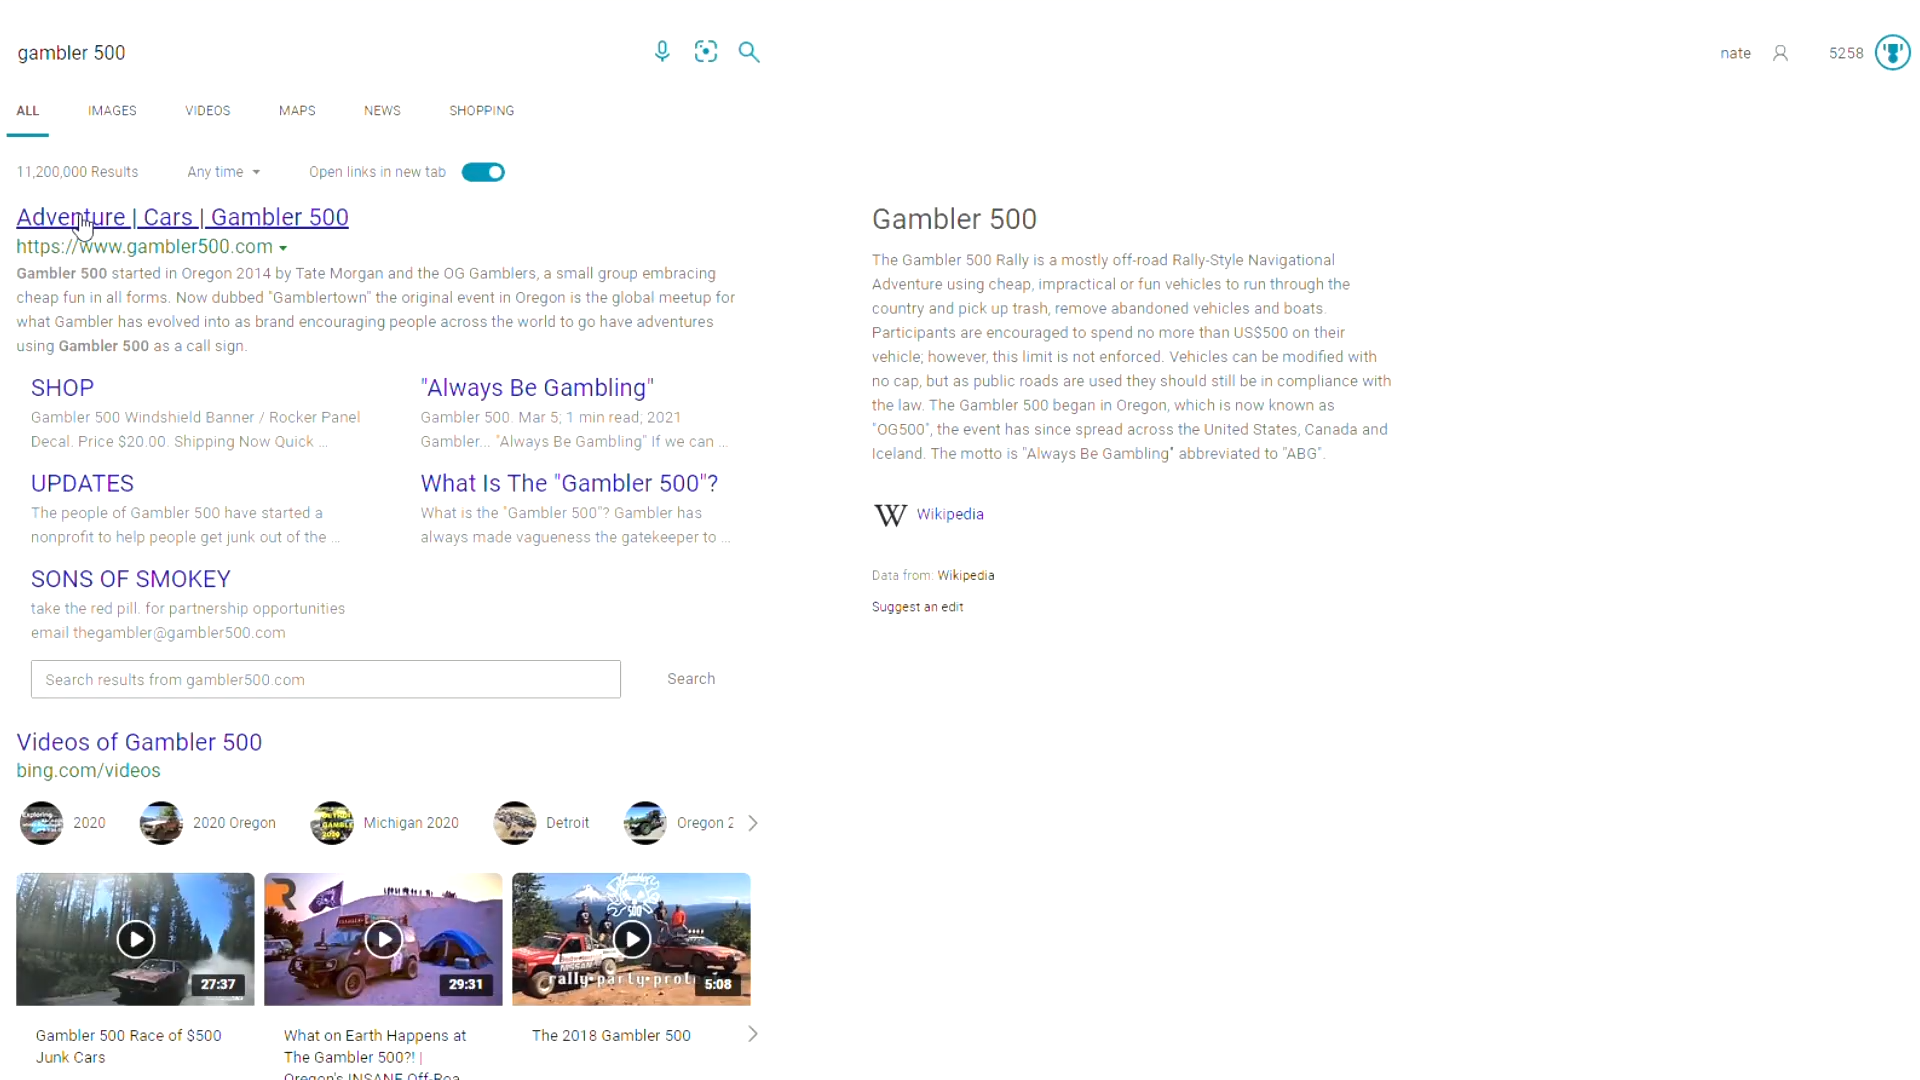 gambler 500
nate
5258
ALL
IMAGES
VIDEOS
MAPS
NEWS
SHOPPING
11,200,000 Results
Any time
Open links in new tab
Adventure | Cars | Gambler 500
https://www.gambler500.com
Gambler 500 started in Oregon 2014 by Tate Morgan and the OG Gamblers, a small group embracing
cheap fun in all forms. Now dubbed "Gamblertown" the original event in Oregon is the global meetup for
what Gambler has evolved into as brand encouraging people across the world to go have adventures
using Gambler 500 as a call sign.
SHOP
Gambler 500 Windshield Banner / Rocker Panel
Decal. Price $20.00. Shipping Now Quick ...
"Always Be Gambling"
Gambler 500. Mar 5; 1 min read; 2021
Gambler... "Always Be Gambling" If we can ...
UPDATES
The people of Gambler 500 have started a
nonprofit to help people get junk out of the ...
What Is The "Gambler 500"?
What is the "Gambler 500"? Gambler has
always made vagueness the gatekeeper to ...
SONS OF SMOKEY
take the red pill. for partnership opportunities
email thegambler@gambler500.com
Search results from gambler500.com
Search
Videos of Gambler 500
bing.com/videos
Exploring
2020
2020 Oregon
DETROIT
GAMBLER
Michigan 2020
Detroit
Oregon 2
27:37
R
29:31
500
NISSAN
rally·party·prot
5:08
Gambler 500 Race of $500
Junk Cars
What on Earth Happens at
The Gambler 500?! |
Oregon's INSANE Off-Roa
The 2018 Gambler 500
Gambler 500
The Gambler 500 Rally is a mostly off-road Rally-Style Navigational
Adventure using cheap, impractical or fun vehicles to run through the
country and pick up trash, remove abandoned vehicles and boats.
Participants are encouraged to spend no more than US$500 on their
vehicle; however, this limit is not enforced. Vehicles can be modified with
no cap, but as public roads are used they should still be in compliance with
the law. The Gambler 500 began in Oregon, which is now known as
"OG500", the event has since spread across the United States, Canada and
Iceland. The motto is "Always Be Gambling" abbreviated to "ABG".
W
Wikipedia
Data from: Wikipedia
Suggest an edit